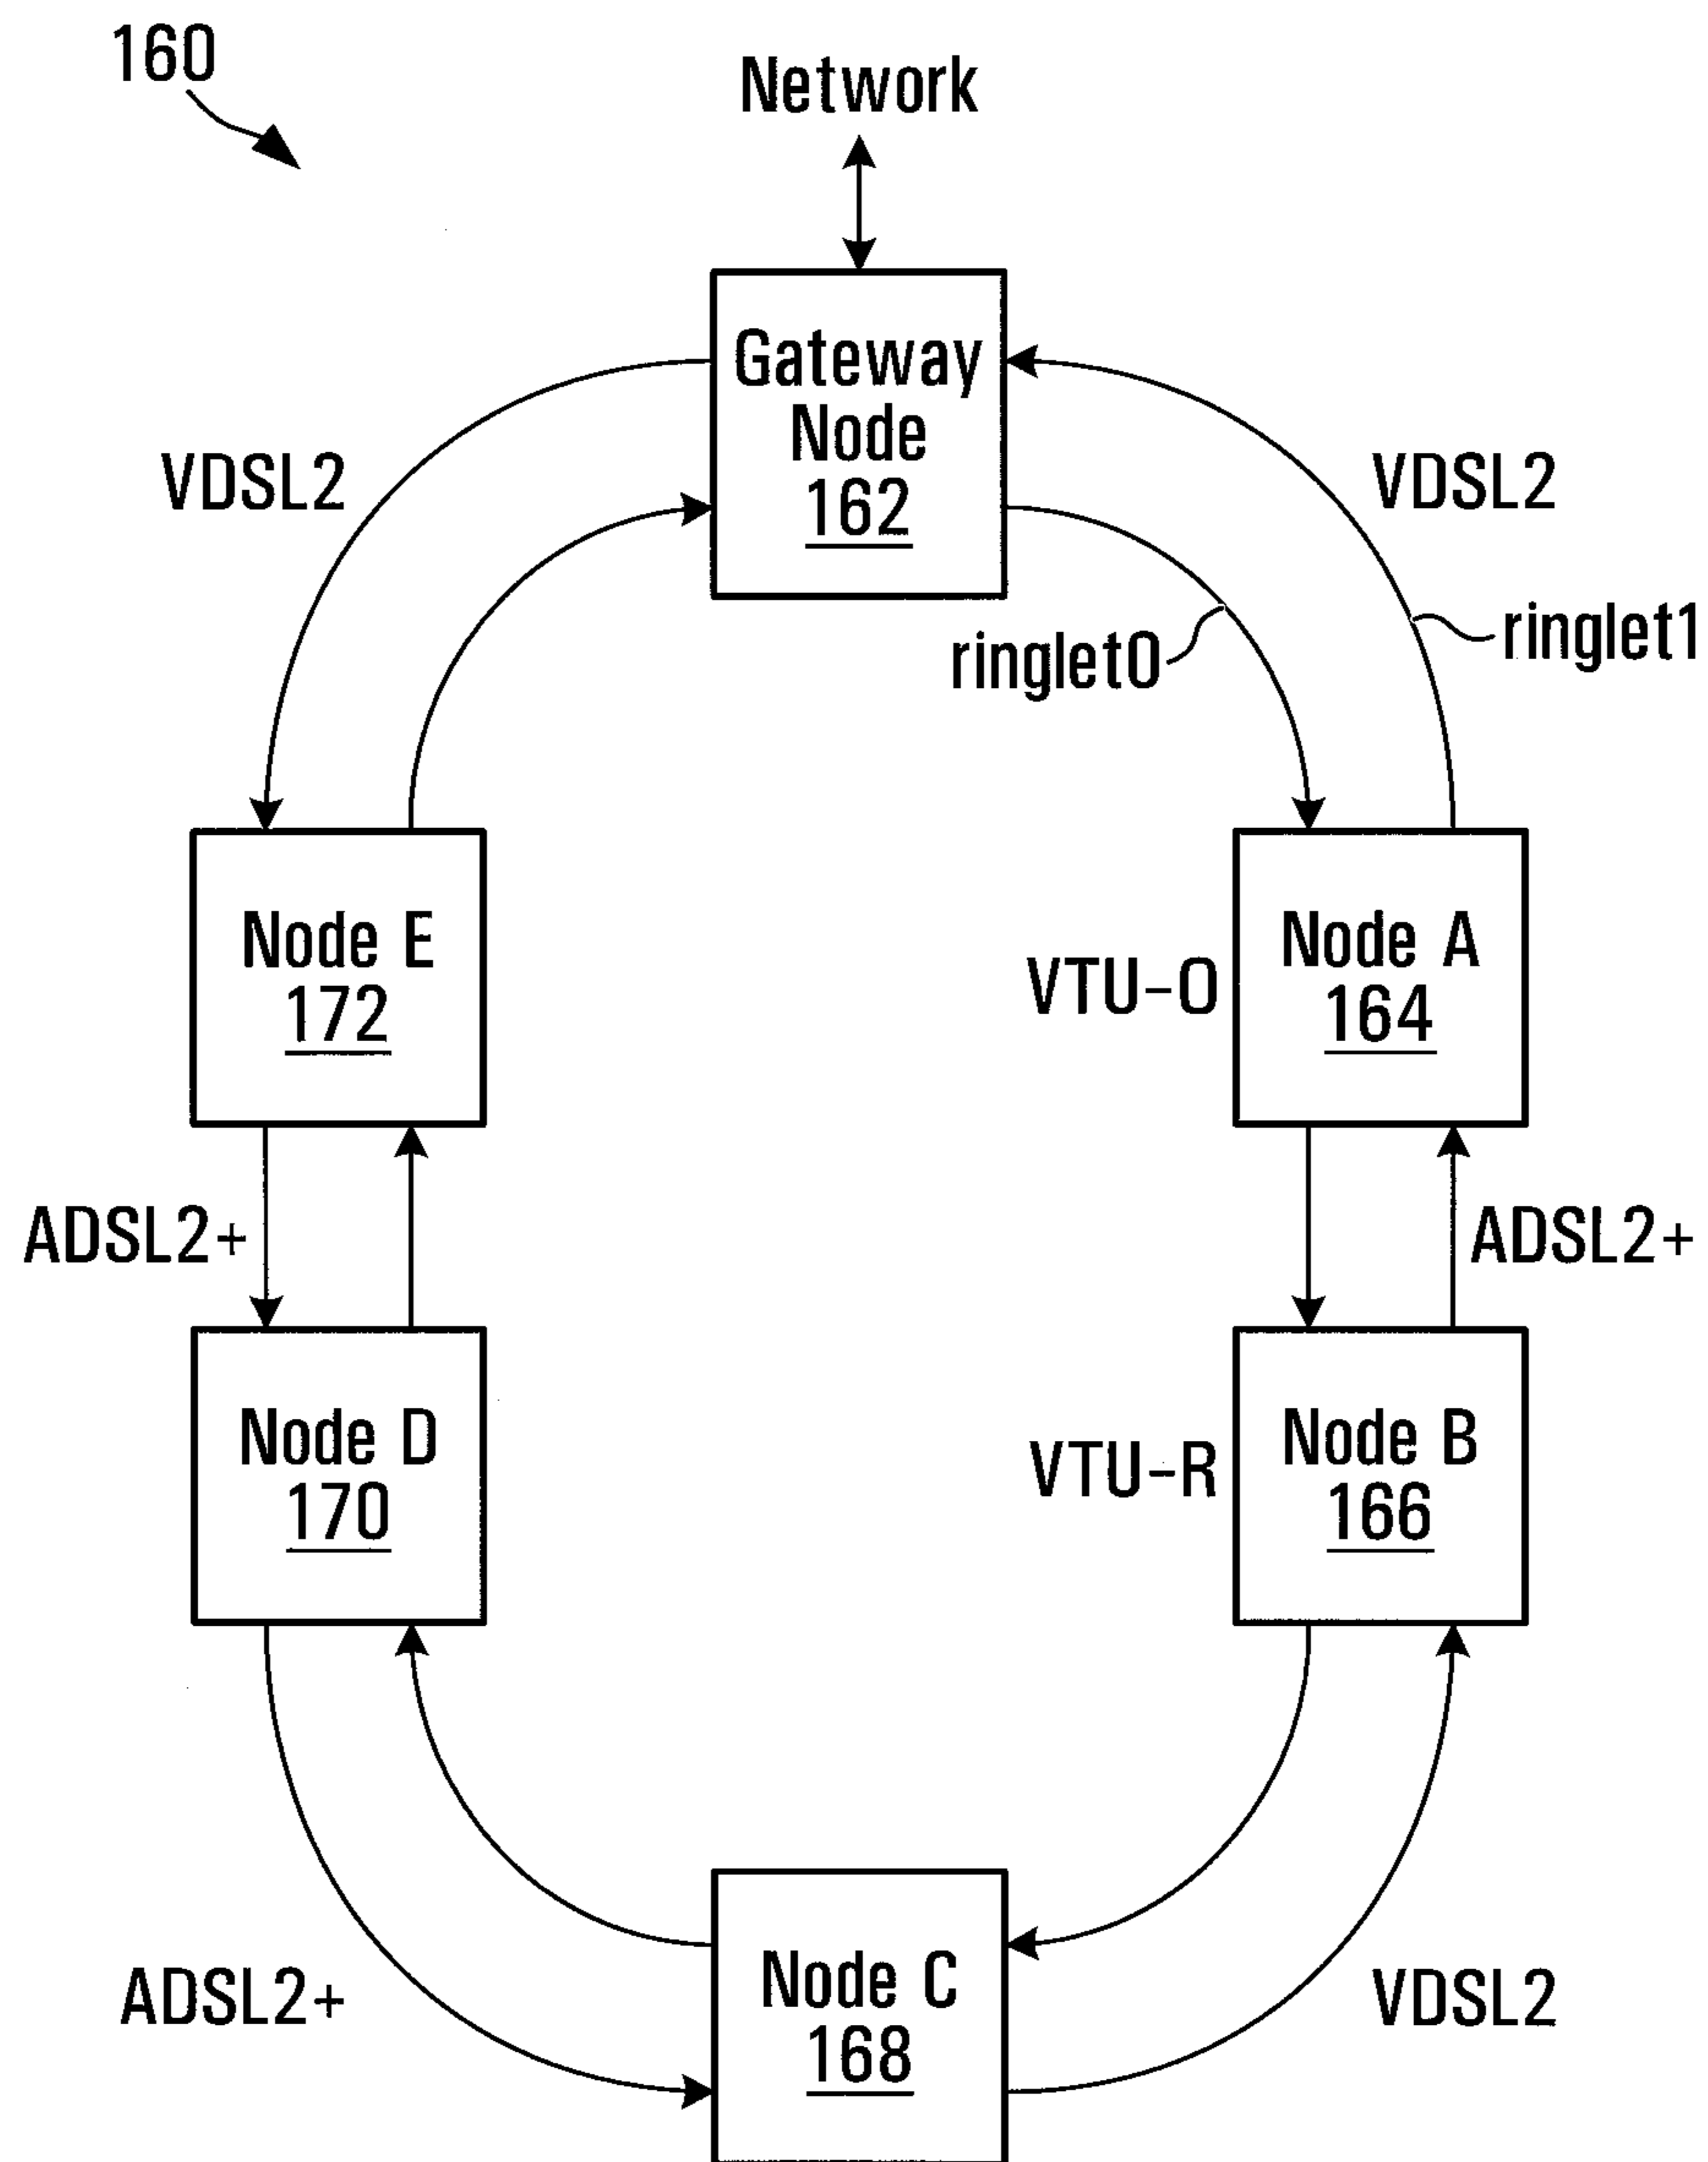 160
Network
Gateway
Node
162
VDSL2
VDSL2
ringlet0
ringlet1
Node E
172
VTU-O
Node A
164
ADSL2+
ADSL2+
Node D
170
VTU-R
Node B
166
ADSL2+
Node C
168
VDSL2